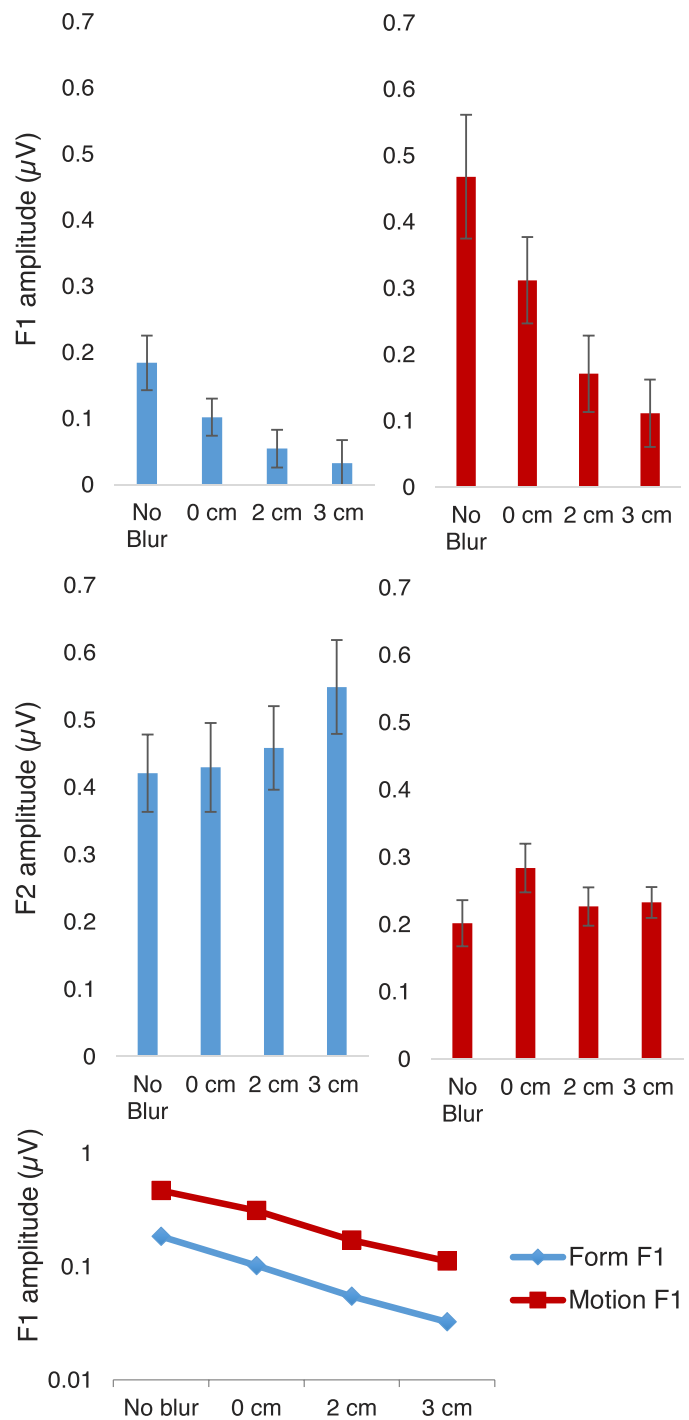 0.7
0.6
0.5
0.4
0.3
0.2
0.1
0
F1 amplitude (µV)
No Blur
0 cm
2 cm
3 cm
0.7
0.6
0.5
0.4
0.3
0.2
0.1
0
No Blur
0 cm
2 cm
3 cm
0.7
0.6
0.5
0.4
0.3
0.2
0.1
0
F2 amplitude (µV)
No Blur
0 cm
2 cm
3 cm
0.7
0.6
0.5
0.4
0.3
0.2
0.1
0
No Blur
0 cm
2 cm
3 cm
1
0.1
0.01
F1 amplitude (µV)
No blur
0 cm
2 cm
3 cm
Form F1
Motion F1